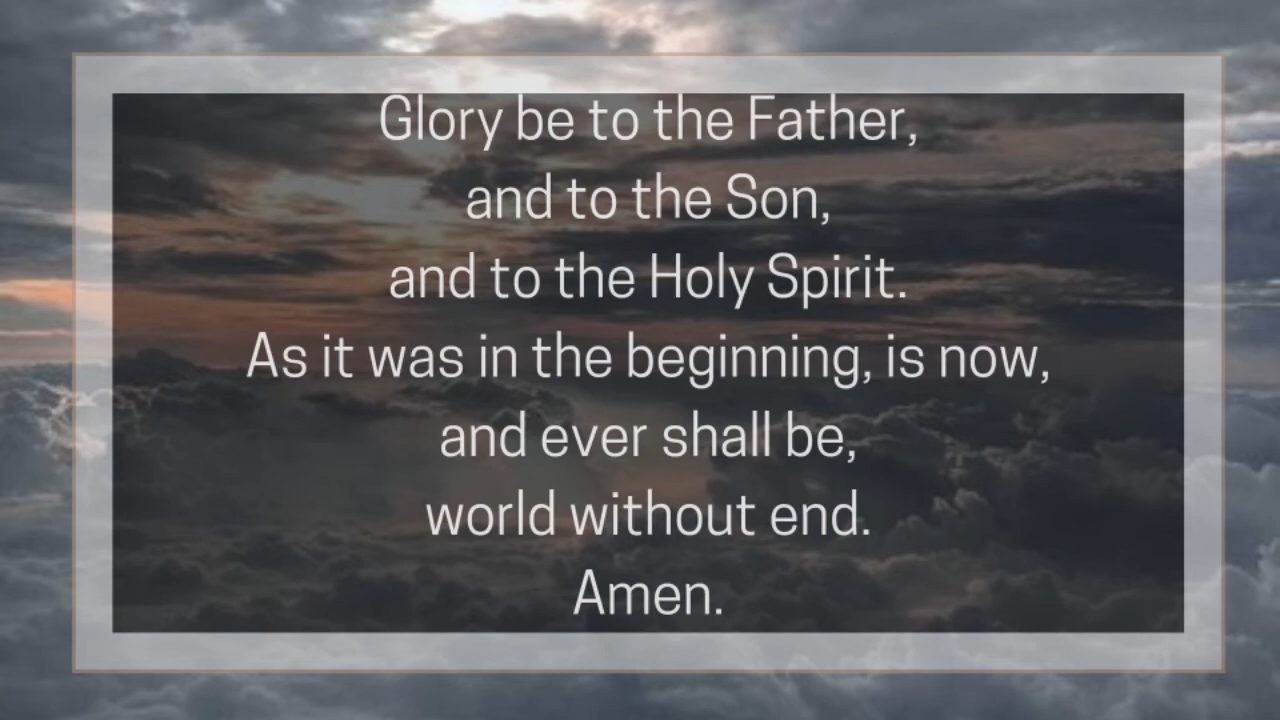 Glory be to the Father,
and to the Son,
and to the Holy Spirit.
As it was in the beginning, is now,
and ever shall be,
world without end.
Amen.